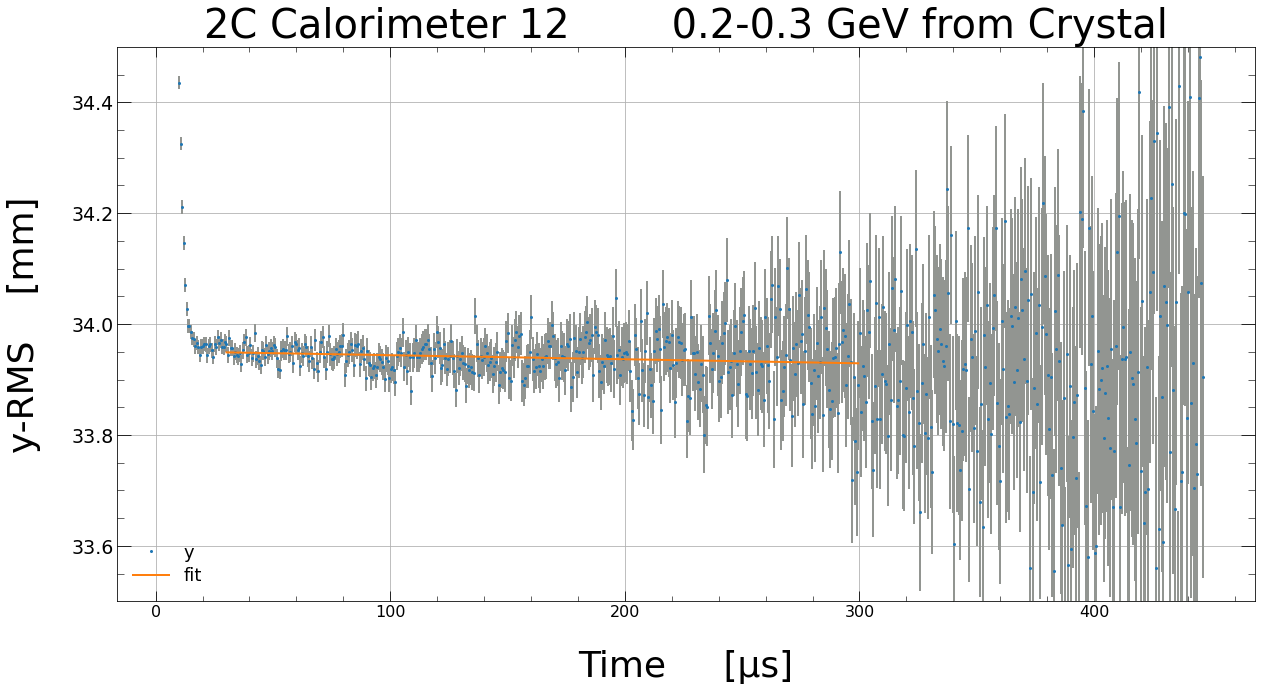 2C Calorimeter 12 0.2-0.3 GeV from Crystal
y-RMS [mm]
34.4
34.2
34.0
33.8
33.6
y
fit
0 100 200 300 400
Time [µs]